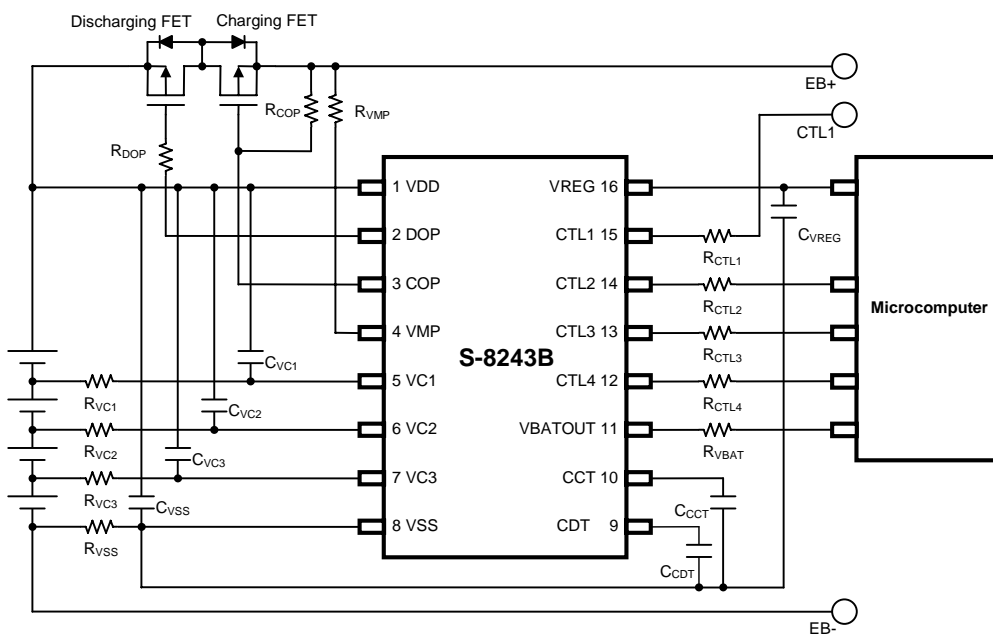 Discharging FET
Charging FET
EB+
CTL1
RCOP
RVMP
RDOP
1 VDD
2 DOP
3 COP
4 VMP
5 VC1
6 VC2
7 VC3
8 VSS
S-8243B
VREG 16
CTL1 15
CTL2 14
CTL3 13
CTL4 12
VBATOUT 11
CCT 10
CDT 9
CVREG
RCTL1
RCTL2
RCTL3
RCTL4
RVBAT
Microcomputer
CVC1
RVC1
CVC2
RVC2
CVC3
RVC3
CVSS
RVSS
CCCT
CCDT
EB-